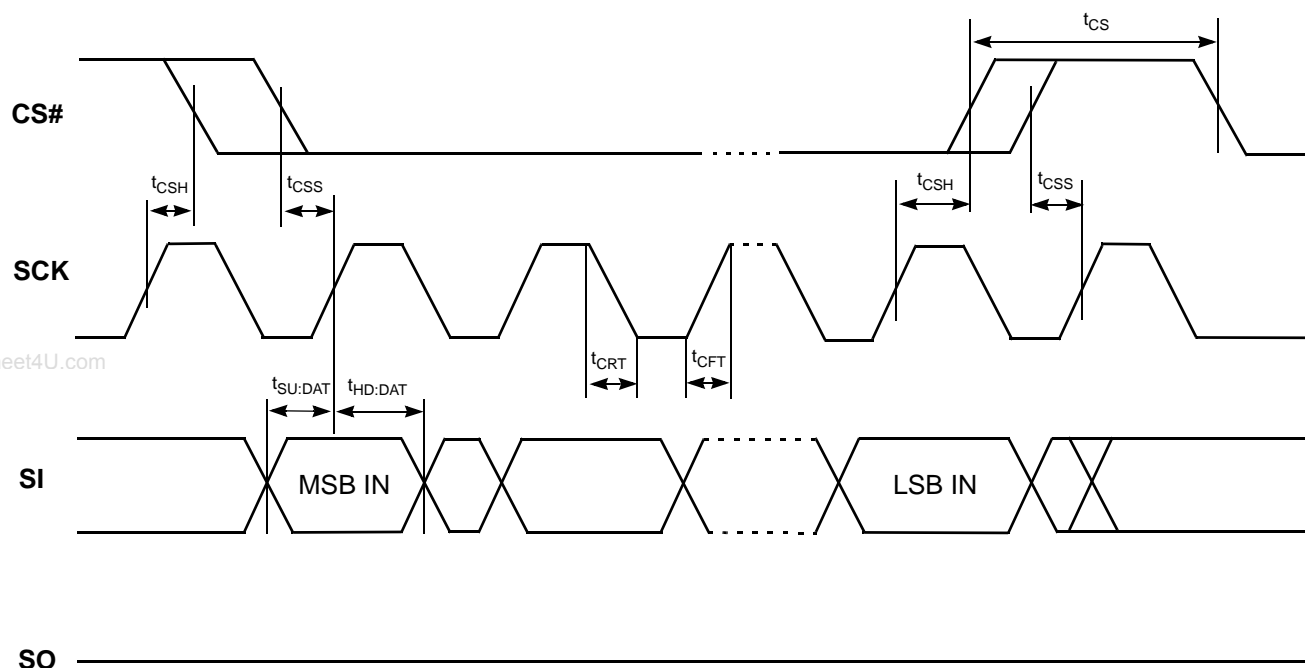 tCS
CS#
tCSH
tCSS
tCSH
tCSS
SCK
eet4U.com
tCRT
tCFT
tSU:DAT
tHD:DAT
SI
MSB IN
LSB IN
SO